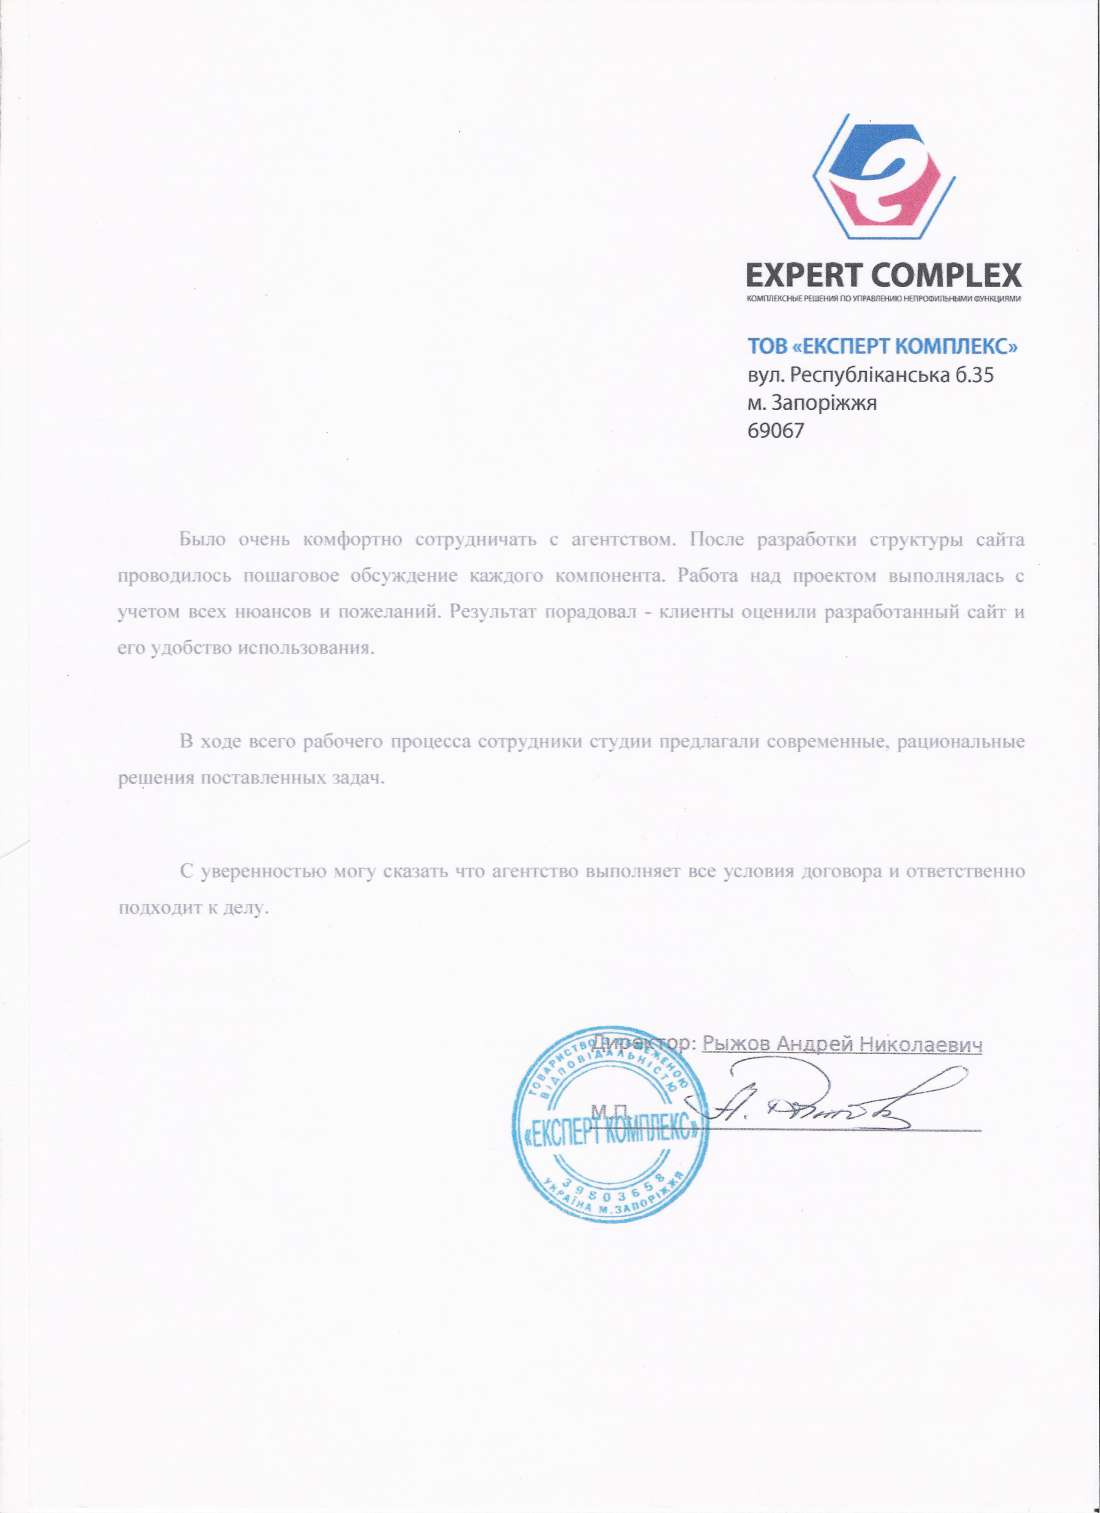 EXPERT COMPLEX
КОМПЛЕКСНЫЕ РЕШЕНИЯ ПО УПРАВЛЕНИЮ НЕПРОФИЛЬНЫМИ ФУНКЦИЯМИ
ТОВ «ЕКСПЕРТ КОМПЛЕКС»
вул. Республіканська б.35
м. Запоріжжя
69067
Было очень комфортно сотрудничать с агентством. После разработки структуры сайта
проводилось пошаговое обсуждение каждого компонента. Работа над проектом выполнялась с
учетом всех нюансов и пожеланий. Результат порадовал - клиенты оценили разработанный сайт и
его удобство использования.
В ходе всего рабочего процесса сотрудники студии предлагали современные, рациональные
решения поставленных задач.
С уверенностью могу сказать что агентство выполняет все условия договора и ответственно
подходит к делу.
Директор: Рыжов Андрей Николаевич
М.П.
ТОВАРИСТВО З ОБМЕЖЕНОЮ
ВІДПОВІДАЛЬНІСТЮ
«ЕКСПЕРТ КОМПЛЕКС»
39803658
УКРАЇНА М.ЗАПОРІЖЖЯ